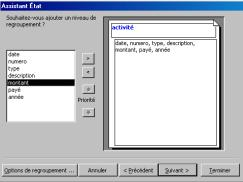 Assistant État
Souhaitez-vous ajouter un niveau de
regroupement ?
date
numero
type
description
montant
payé
année
>
<
Priorité
activité
date, numero, type, description,
montant, payé, année
Options de regroupement ...
Annuler
< Précédent
Suivant >
Terminer